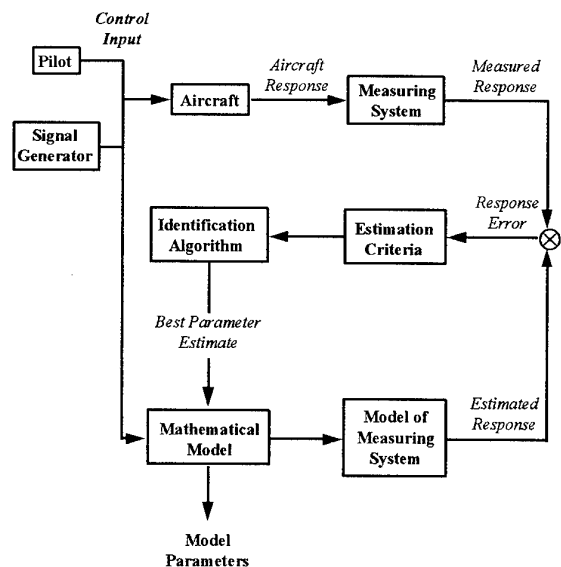 Control
Input
Pilot
Signal
Generator
Aircraft
Aircraft
Response
Measuring
System
Measured
Response
Identification
Algorithm
Estimation
Criteria
Response
Error
Best Parameter
Estimate
Mathematical
Model
Model of
Measuring
System
Estimated
Response
Model
Parameters